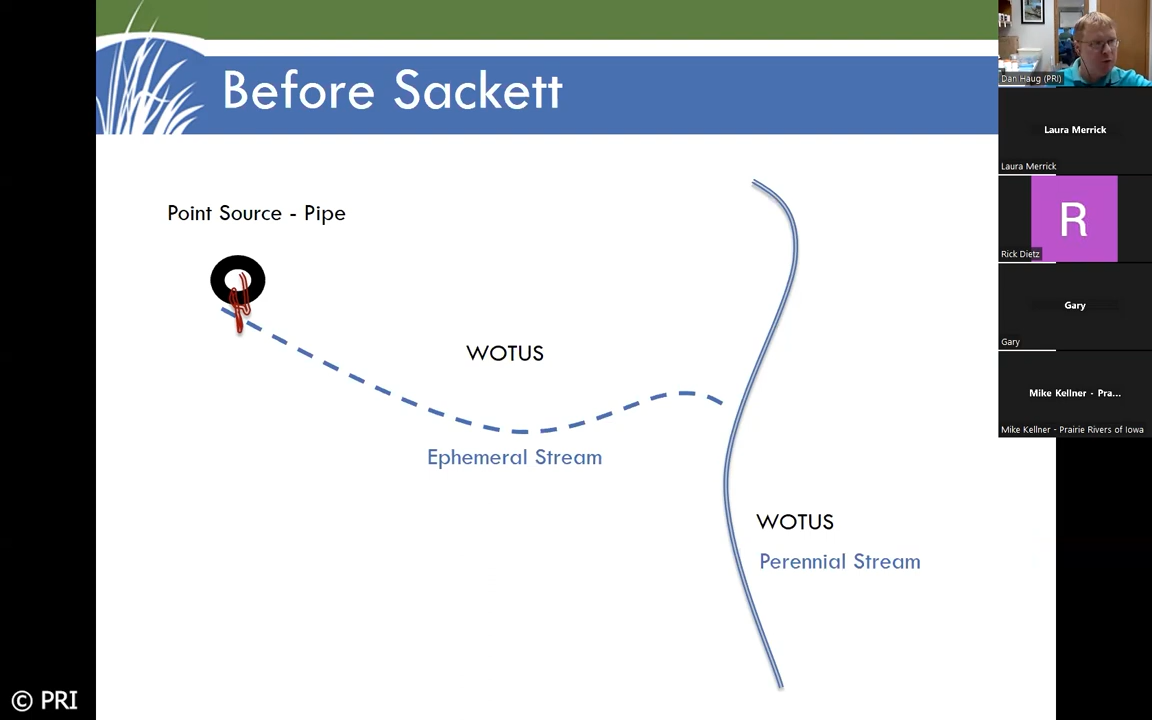 Before Sackett
Point Source - Pipe
WOTUS
Ephemeral Stream
WOTUS
Perennial Stream
© PRI
Dan Haug (PRI)
Laura Merrick
Laura Merrick
R
Rick Dietz
Gary
Gary
Mike Kellner - Pra...
Mike Kellner - Prairie Rivers of Iowa